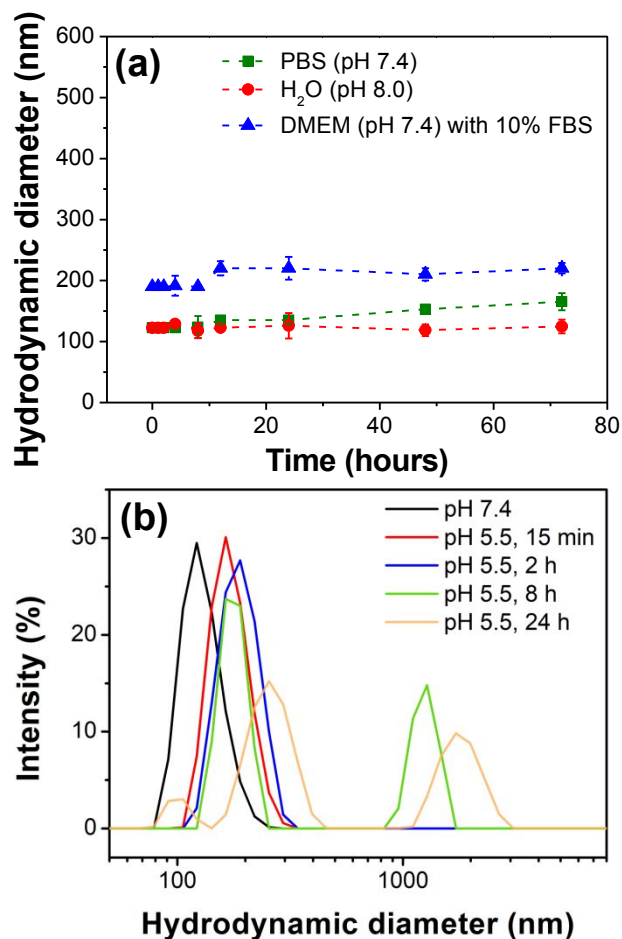 (a)
PBS (pH 7.4)
H₂O (pH 8.0)
DMEM (pH 7.4) with 10% FBS
Hydrodynamic diameter (nm)
600
500
400
300
200
100
0
0 20 40 60 80
Time (hours)
(b)
pH 7.4
pH 5.5, 15 min
pH 5.5, 2 h
pH 5.5, 8 h
pH 5.5, 24 h
Intensity (%)
30
20
10
0
100 1000
Hydrodynamic diameter (nm)